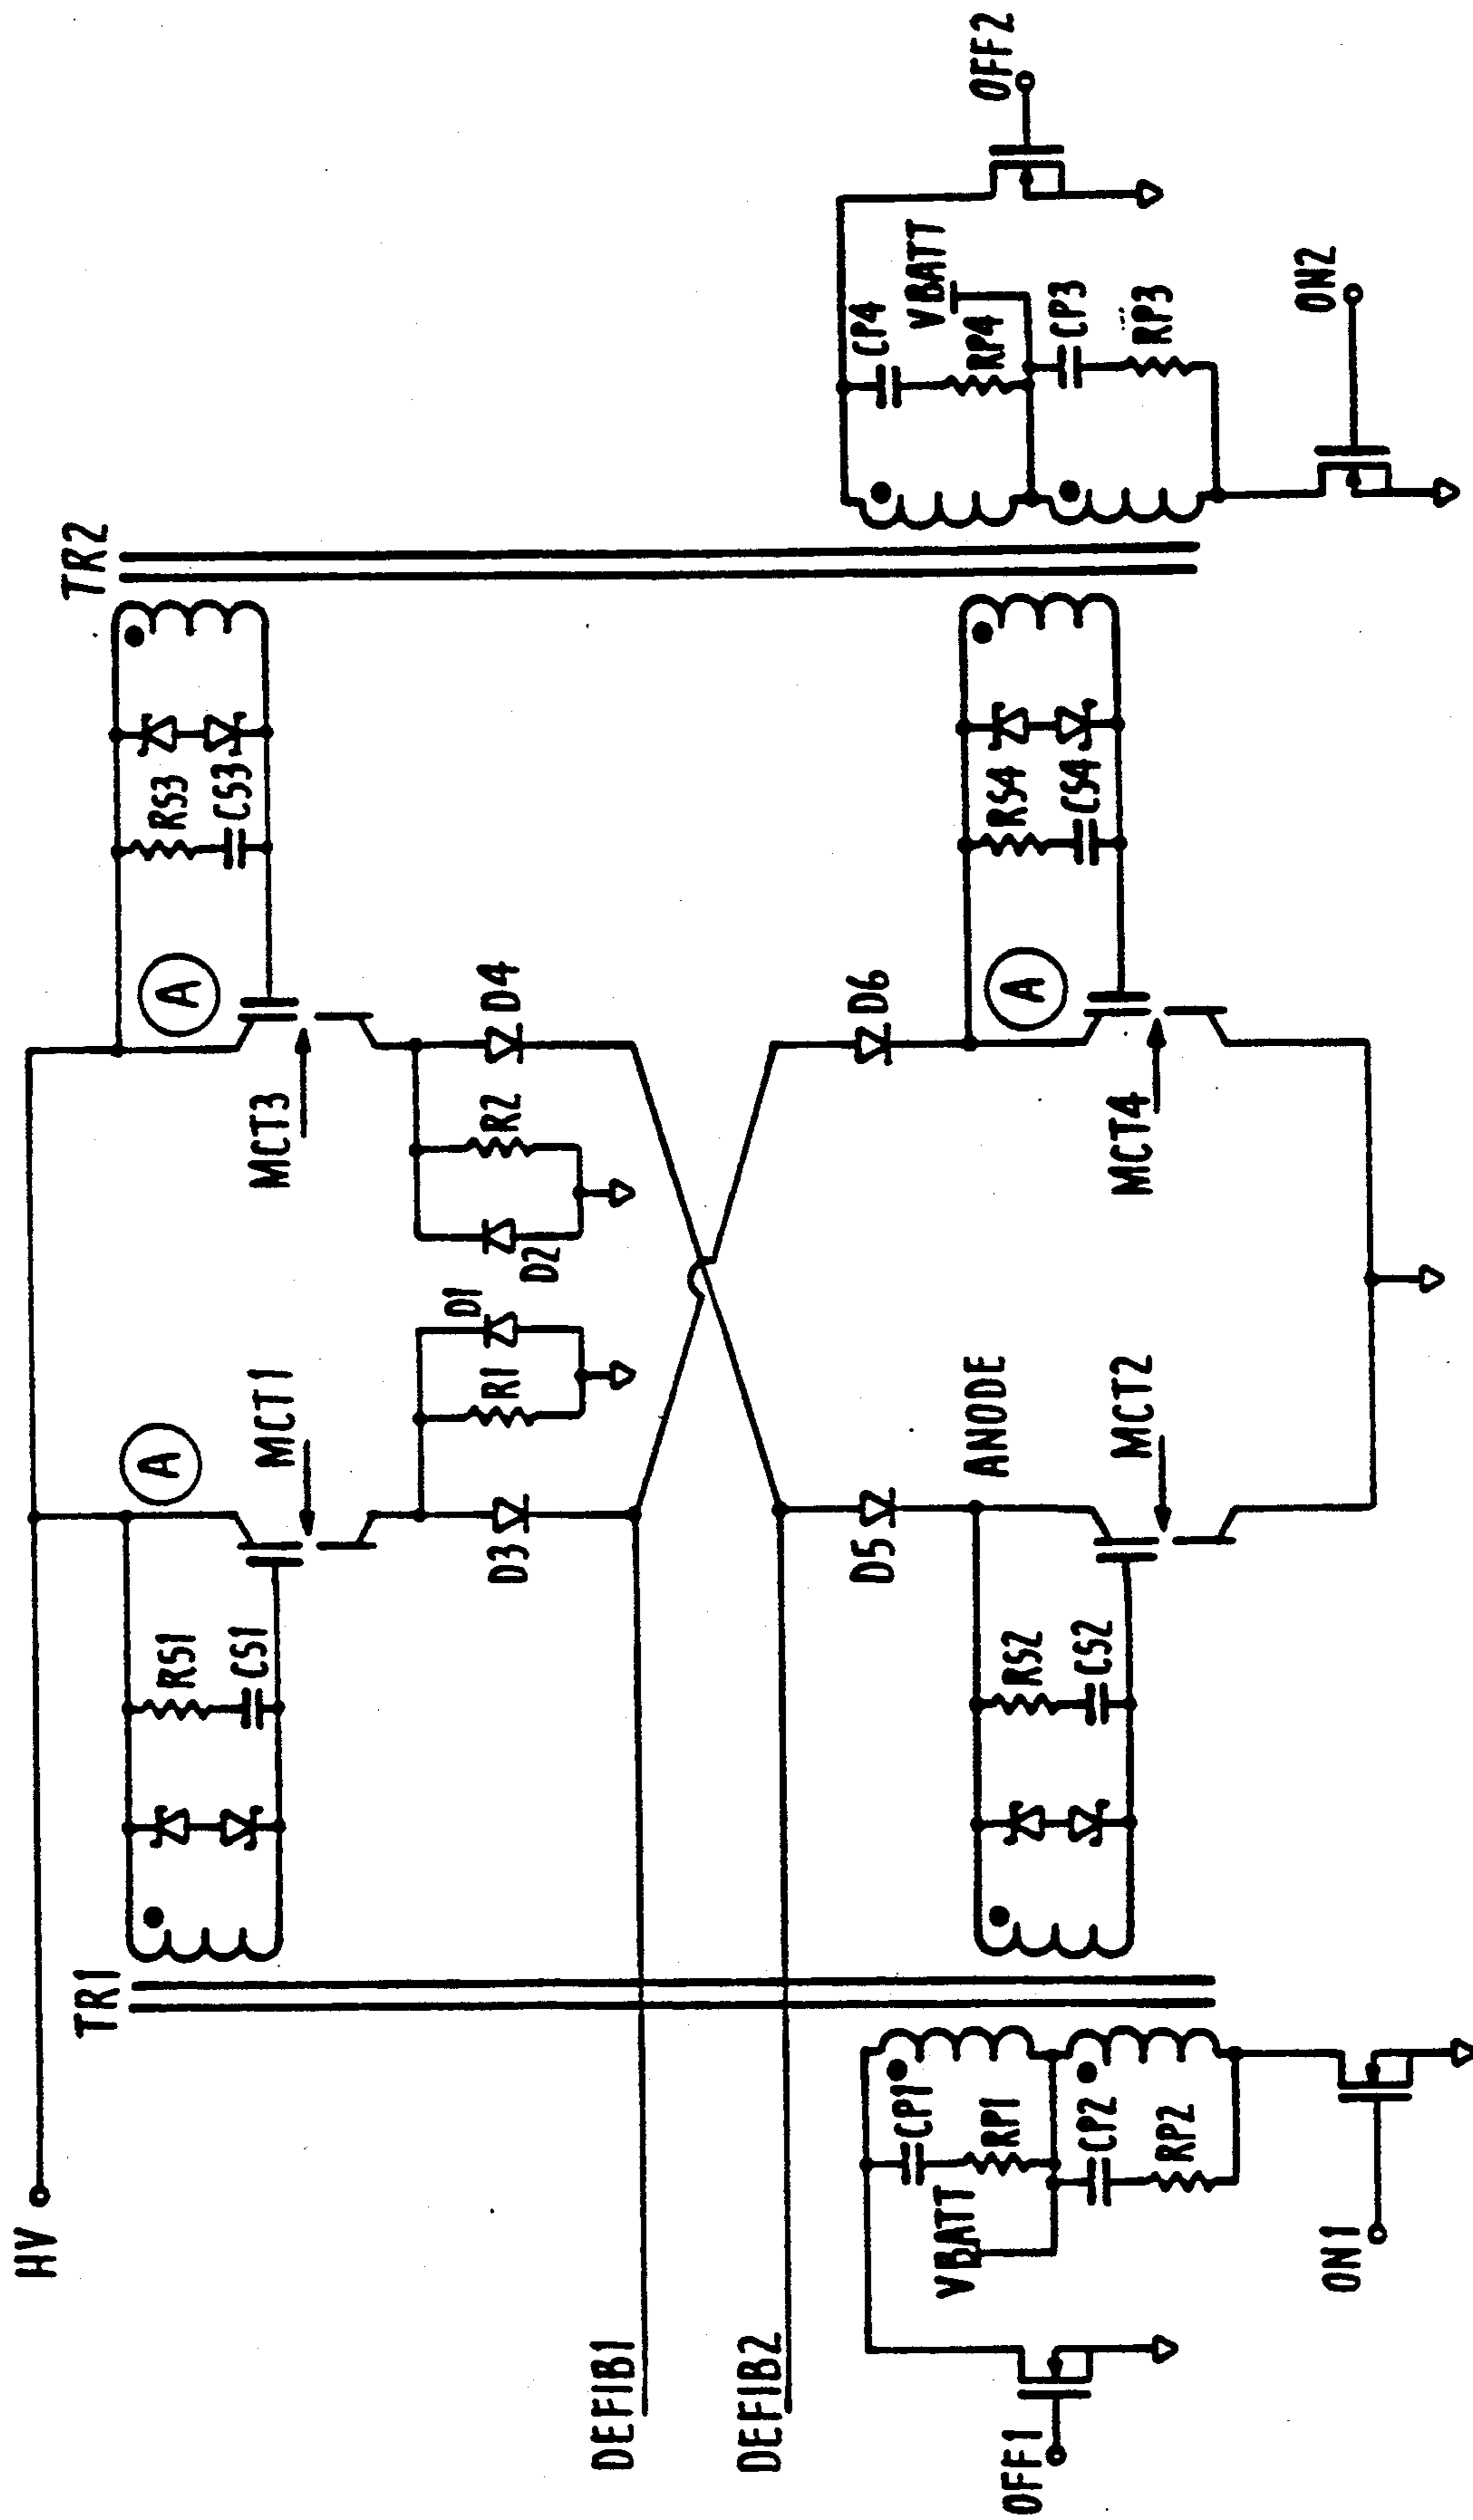 HV
TR1
TR2
A
MCT1
MCT3
A
RS1
CS1
RS3
CS3
D1
D2
R1
R2
D3
D4
DEFIB1
DEFIB2
D5
D6
ANODE
A
MCT2
MCT4
RS2
CS2
RS4
CS4
CP1
RP1
VBATT
CP2
RP2
OFF1
ON1
CP4
VBATT
RP4
CP3
RP3
OFF2
ON2